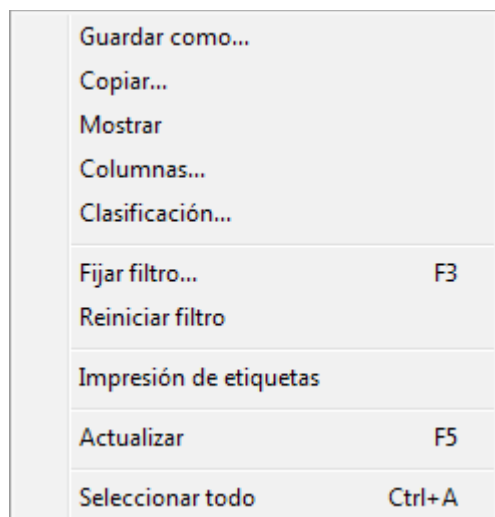 Guardar como...
Copiar...
Mostrar
Columnas...
Clasificación...
Fijar filtro... F3
Reiniciar filtro
Impresión de etiquetas
Actualizar F5
Seleccionar todo Ctrl+A